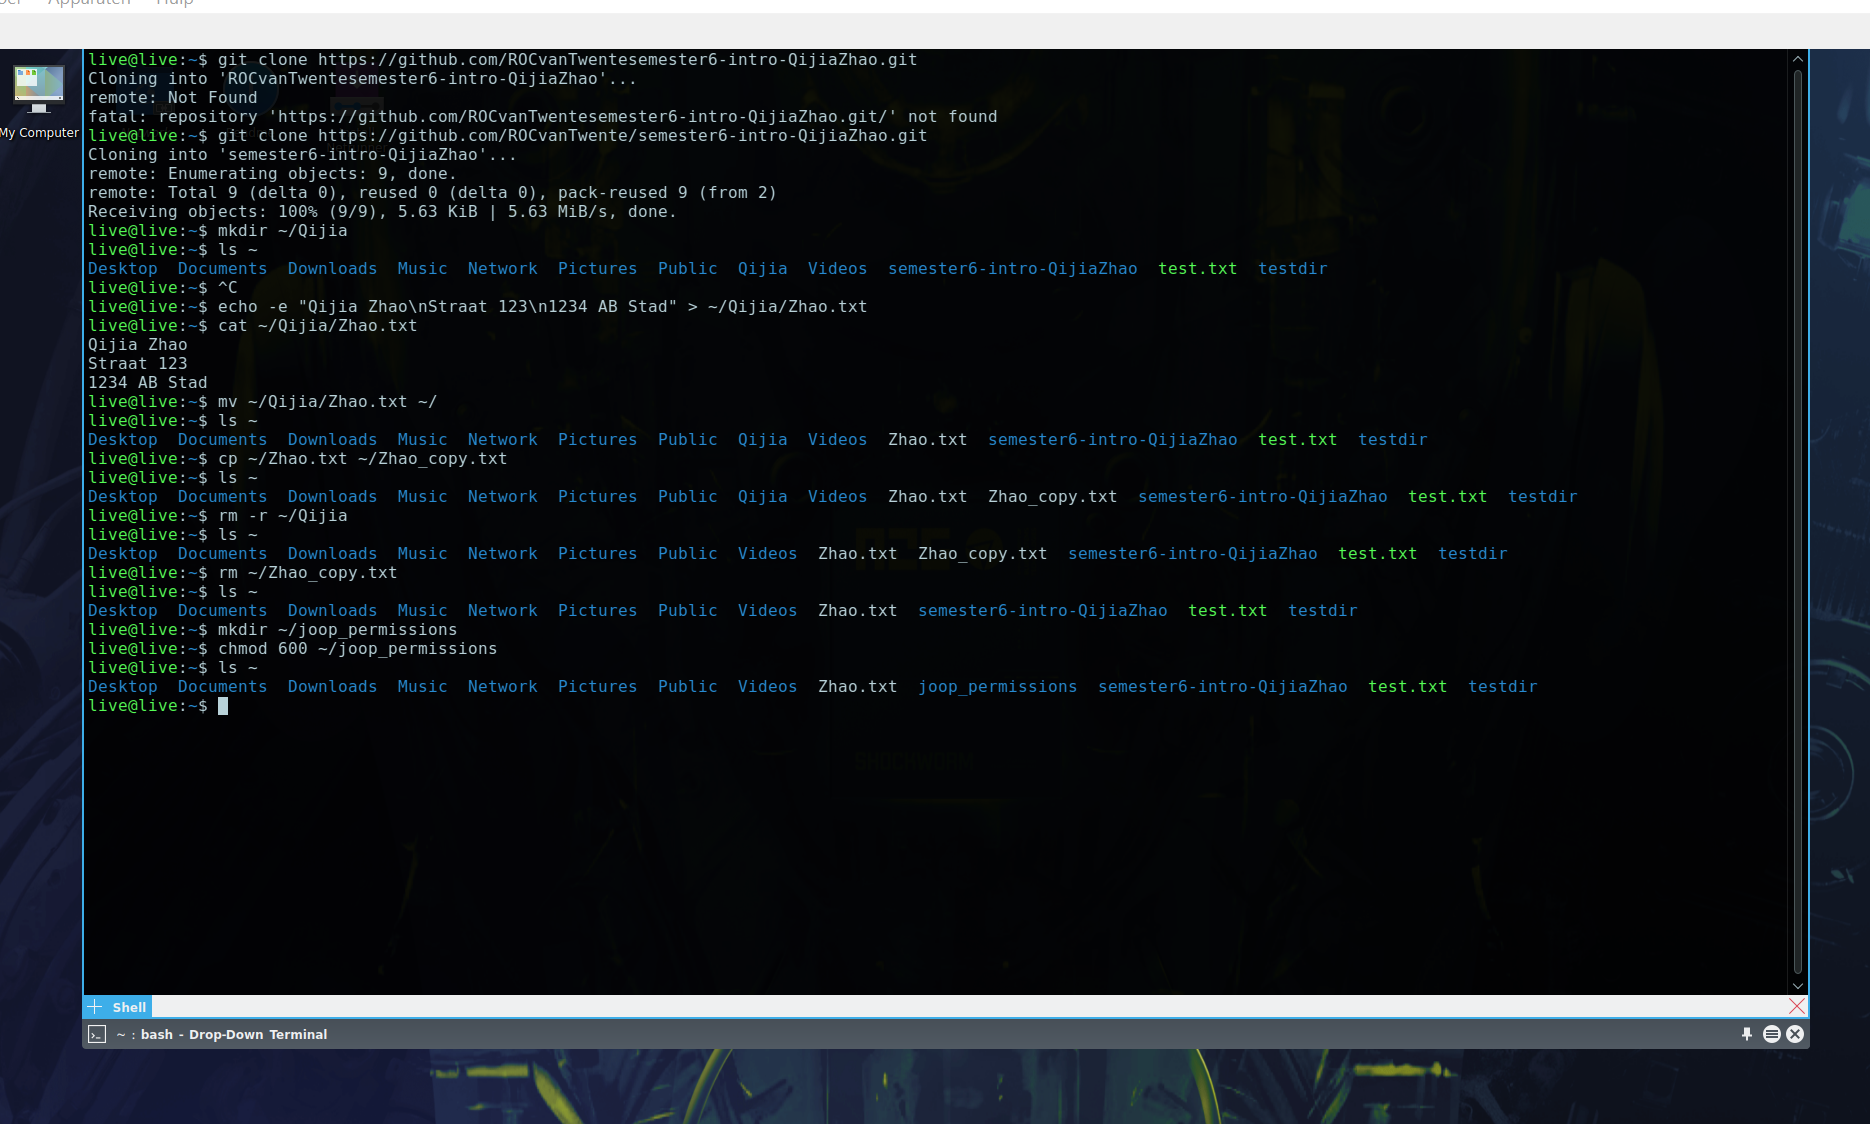 Apparaten Hulp
My Computer
live@live:~$ git clone https://github.com/ROCvanTwentesemester6-intro-QijiaZhao.git
Cloning into 'ROCvanTwentesemester6-intro-QijiaZhao'...
remote: Not Found
fatal: repository 'https://github.com/ROCvanTwentesemester6-intro-QijiaZhao.git/' not found
live@live:~$ git clone https://github.com/ROCvanTwente/semester6-intro-QijiaZhao.git
Cloning into 'semester6-intro-QijiaZhao'...
remote: Enumerating objects: 9, done.
remote: Total 9 (delta 0), reused 0 (delta 0), pack-reused 9 (from 2)
Receiving objects: 100% (9/9), 5.63 KiB | 5.63 MiB/s, done.
live@live:~$ mkdir ~/Qijia
live@live:~$ ls ~
Desktop  Documents  Downloads  Music  Network  Pictures  Public  Qijia  Videos  semester6-intro-QijiaZhao  test.txt  testdir
live@live:~$ ^C
live@live:~$ echo -e "Qijia Zhao\nStraat 123\n1234 AB Stad" > ~/Qijia/Zhao.txt
live@live:~$ cat ~/Qijia/Zhao.txt
Qijia Zhao
Straat 123
1234 AB Stad
live@live:~$ mv ~/Qijia/Zhao.txt ~/
live@live:~$ ls ~
Desktop  Documents  Downloads  Music  Network  Pictures  Public  Qijia  Videos  Zhao.txt  semester6-intro-QijiaZhao  test.txt  testdir
live@live:~$ cp ~/Zhao.txt ~/Zhao_copy.txt
live@live:~$ ls ~
Desktop  Documents  Downloads  Music  Network  Pictures  Public  Qijia  Videos  Zhao.txt  Zhao_copy.txt  semester6-intro-QijiaZhao  test.txt  testdir
live@live:~$ rm -r ~/Qijia
live@live:~$ ls ~
Desktop  Documents  Downloads  Music  Network  Pictures  Public  Videos  Zhao.txt  Zhao_copy.txt  semester6-intro-QijiaZhao  test.txt  testdir
live@live:~$ rm ~/Zhao_copy.txt
live@live:~$ ls ~
Desktop  Documents  Downloads  Music  Network  Pictures  Public  Videos  Zhao.txt  semester6-intro-QijiaZhao  test.txt  testdir
live@live:~$ mkdir ~/joop_permissions
live@live:~$ chmod 600 ~/joop_permissions
live@live:~$ ls ~
Desktop  Documents  Downloads  Music  Network  Pictures  Public  Videos  Zhao.txt  joop_permissions  semester6-intro-QijiaZhao  test.txt  testdir
live@live:~$
Shell
~ : bash - Drop-Down Terminal